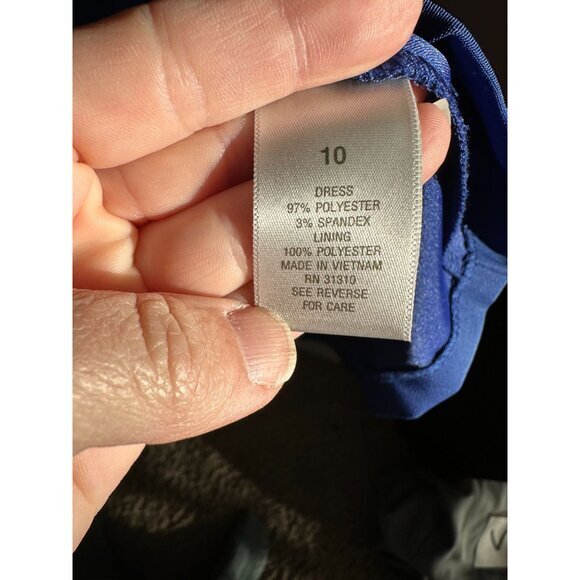 10
DRESS
97% POLYESTER
3% SPANDEX
LINING
100% POLYESTER
MADE IN VIETNAM
RN 31310
SEE REVERSE
FOR CARE